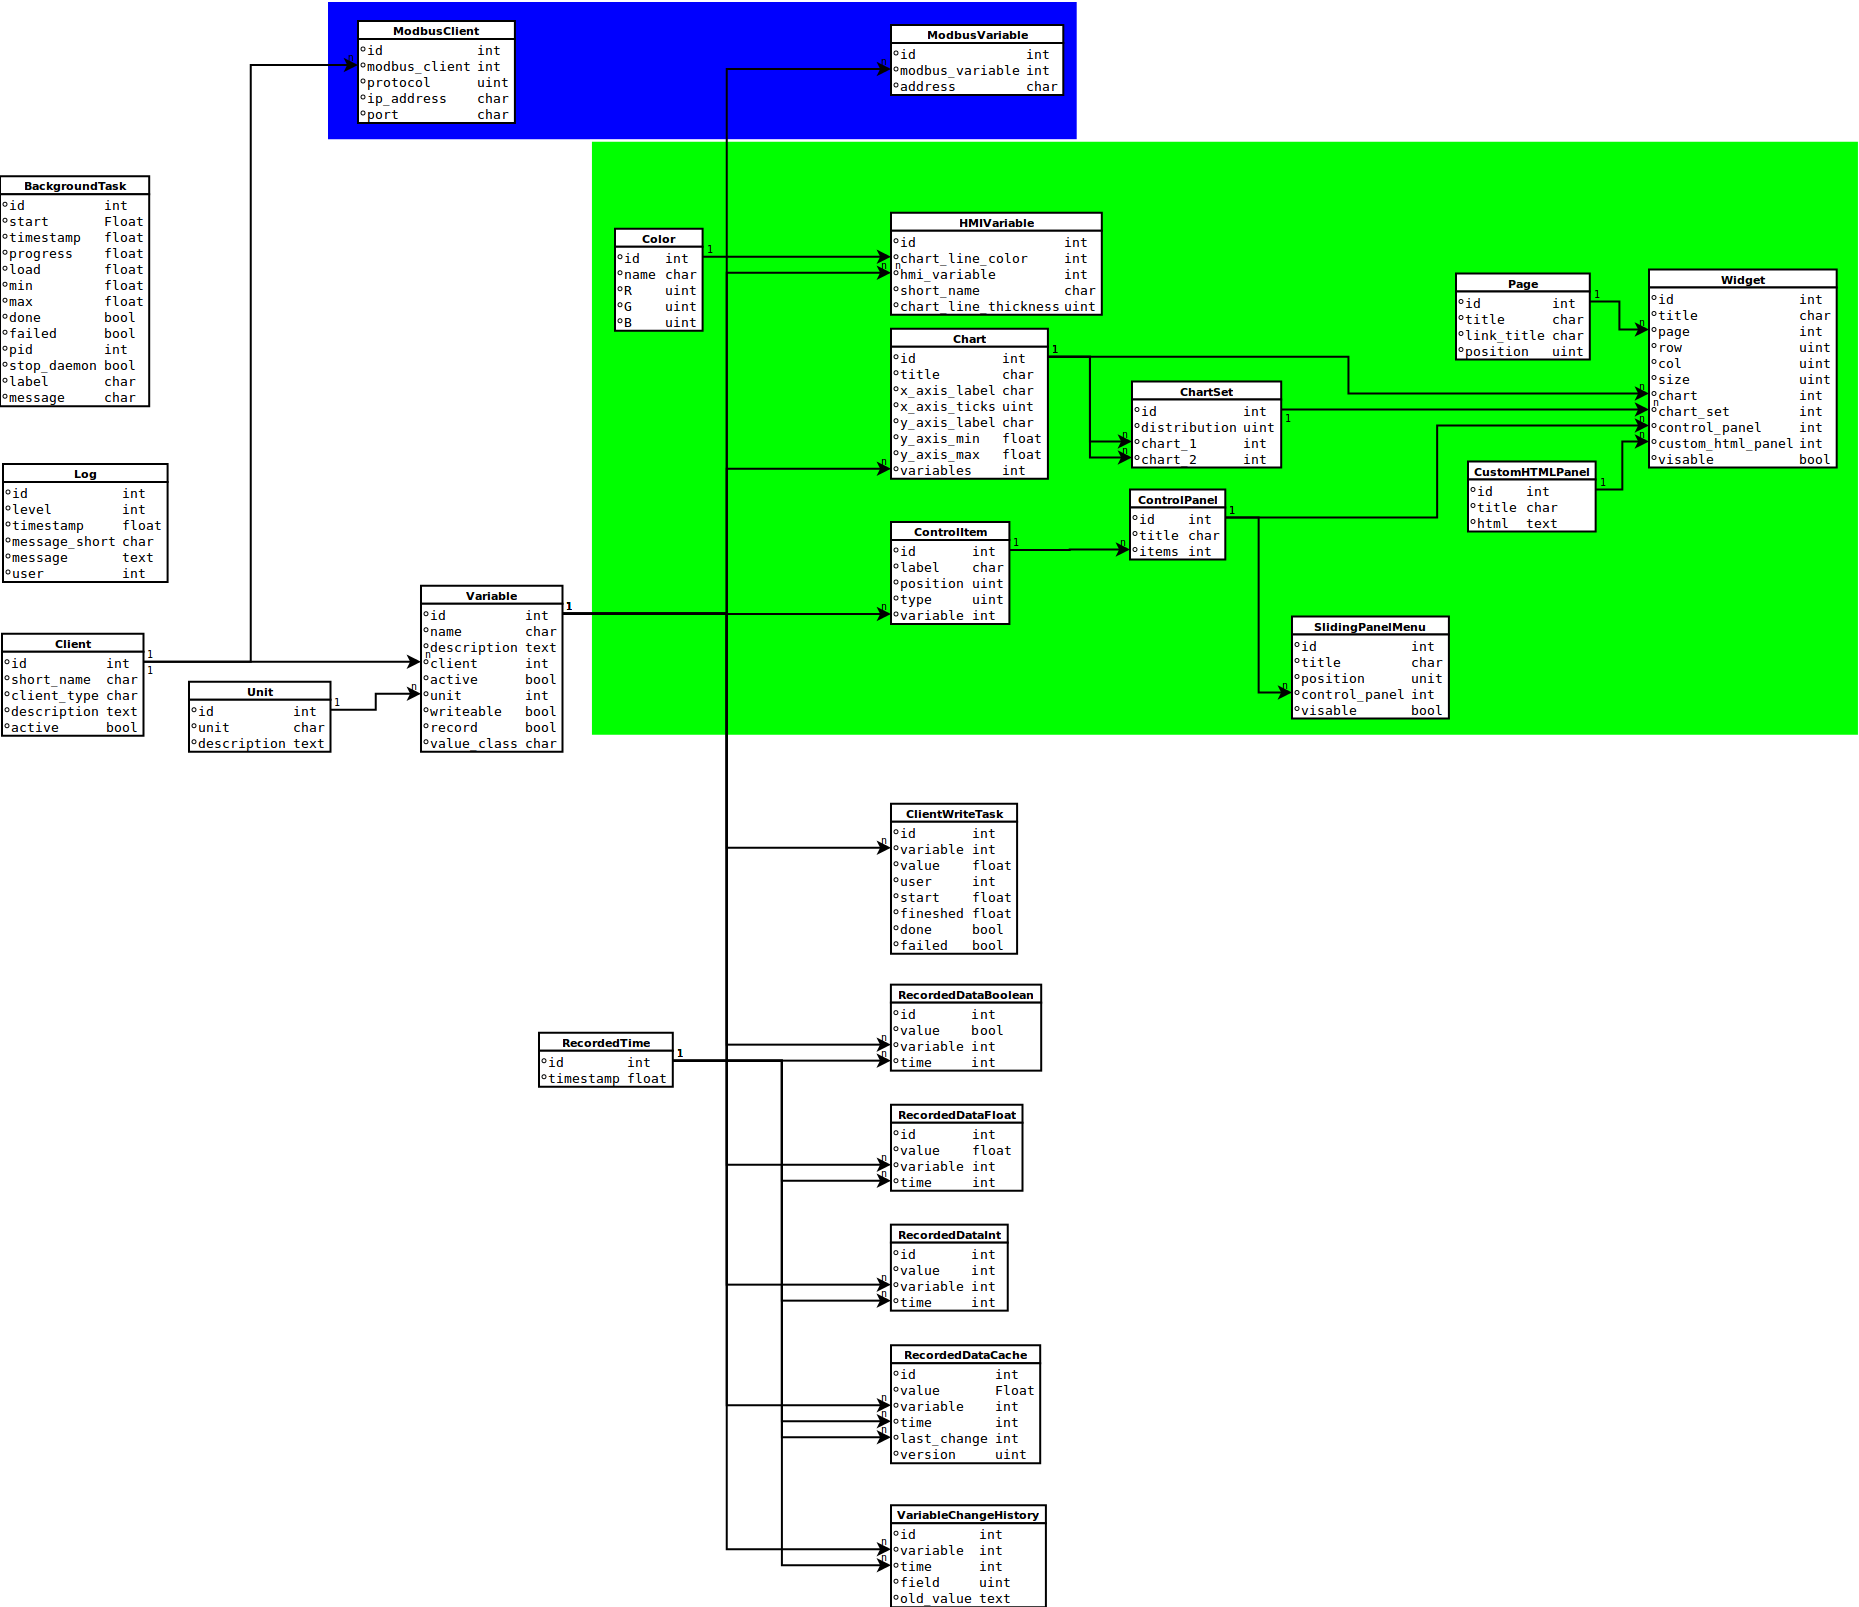 ModbusClient
id int
modbus_client int
protocol uint
ip_address char
port char
ModbusVariable
id int
modbus_variable int
address char
BackgroundTask
id int
start Float
timestamp float
progress float
load float
min float
max float
done bool
failed bool
pid int
stop_daemon bool
label char
message char
Color
id int
name char
R uint
G uint
B uint
1
HMIVariable
id int
chart_line_color int
hmi_variable int
short_name char
chart_line_thickness uint
n
n
Chart
id int
title char
x_axis_label char
x_axis_ticks uint
y_axis_label char
y_axis_min float
y_axis_max float
variables int
1
n
ChartSet
id int
distribution uint
chart_1 int
chart_2 int
1
n
n
Page
id int
title char
link_title char
position uint
1
Widget
id int
title char
page int
row uint
col uint
size uint
chart int
chart_set int
control_panel int
custom_html_panel int
visable bool
n
n
n
n
n
CustomHTMLPanel
id int
title char
html text
1
ControlPanel
id int
title char
items int
1
n
ControlItem
id int
label char
position uint
type uint
variable int
1
n
SlidingPanelMenu
id int
title char
position unit
control_panel int
visable bool
n
Log
id int
level int
timestamp float
message_short char
message text
user int
Client
id int
short_name char
client_type char
description text
active bool
1
1
Unit
id int
unit char
description text
1
Variable
id int
name char
description text
client int
active bool
unit int
writeable bool
record bool
value_class char
1
n
n
ClientWriteTask
id int
variable int
value float
user int
start float
fineshed float
done bool
failed bool
n
RecordedTime
id int
timestamp float
1
RecordedDataBoolean
id int
value bool
variable int
time int
n
n
RecordedDataFloat
id int
value float
variable int
time int
n
n
RecordedDataInt
id int
value int
variable int
time int
n
n
RecordedDataCache
id int
value Float
variable int
time int
last_change int
version uint
n
n
n
VariableChangeHistory
id int
variable int
time int
field uint
old_value text
n
n